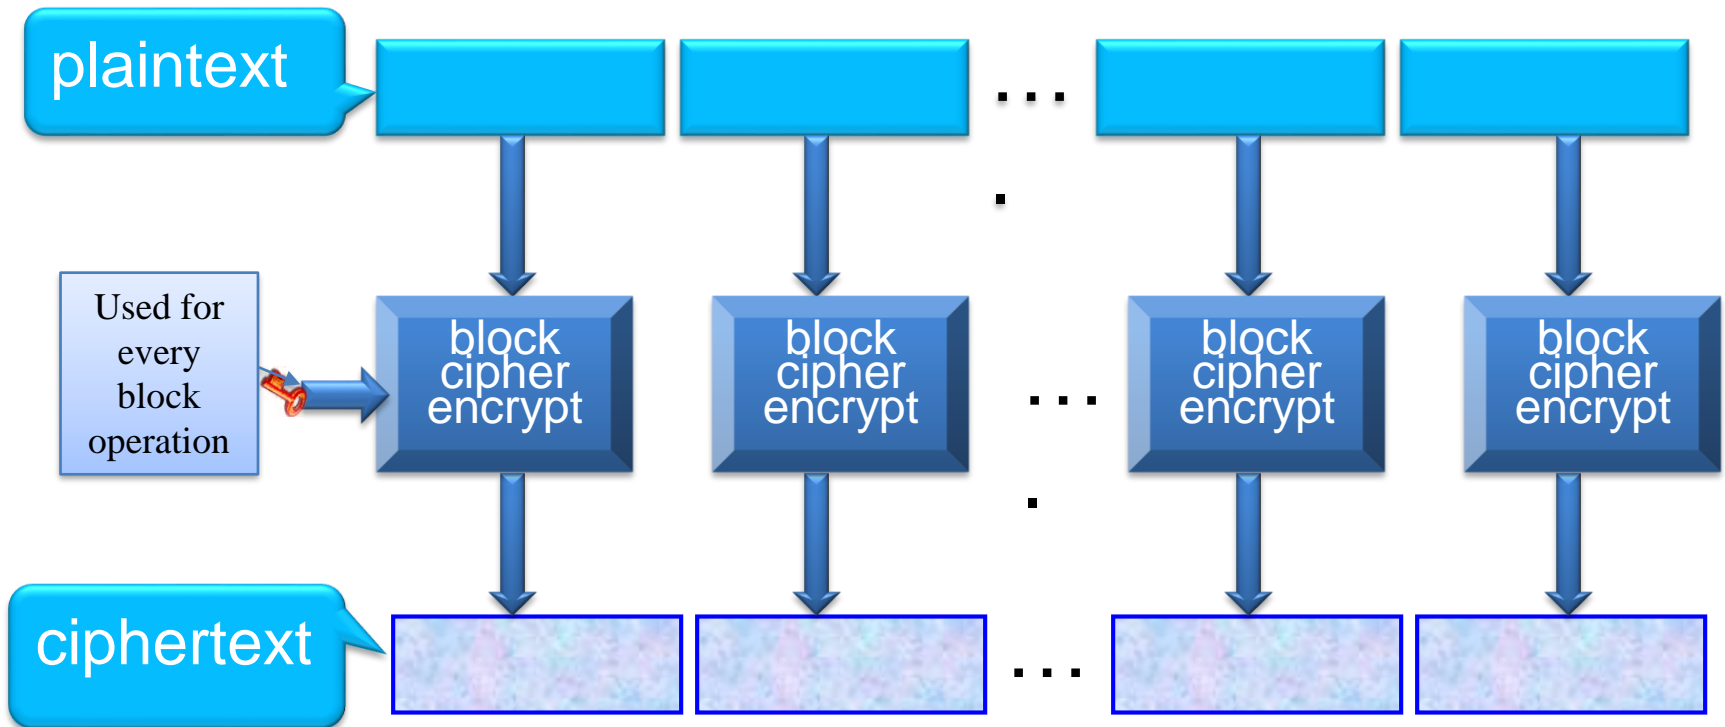 plaintext
. . .
.
Used for
every
block
operation
block
cipher
encrypt
block
cipher
encrypt
. . .
block
cipher
encrypt
block
cipher
encrypt
.
ciphertext
. . .